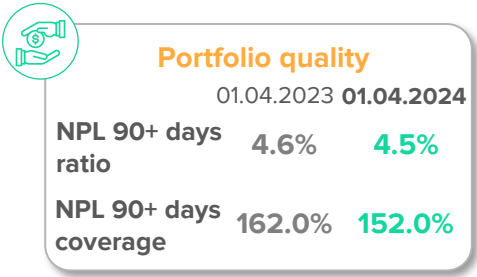 $
Portfolio quality
01.04.2023 01.04.2024
NPL 90+ days
ratio
4.6% 4.5%
NPL 90+ days
coverage
162.0% 152.0%